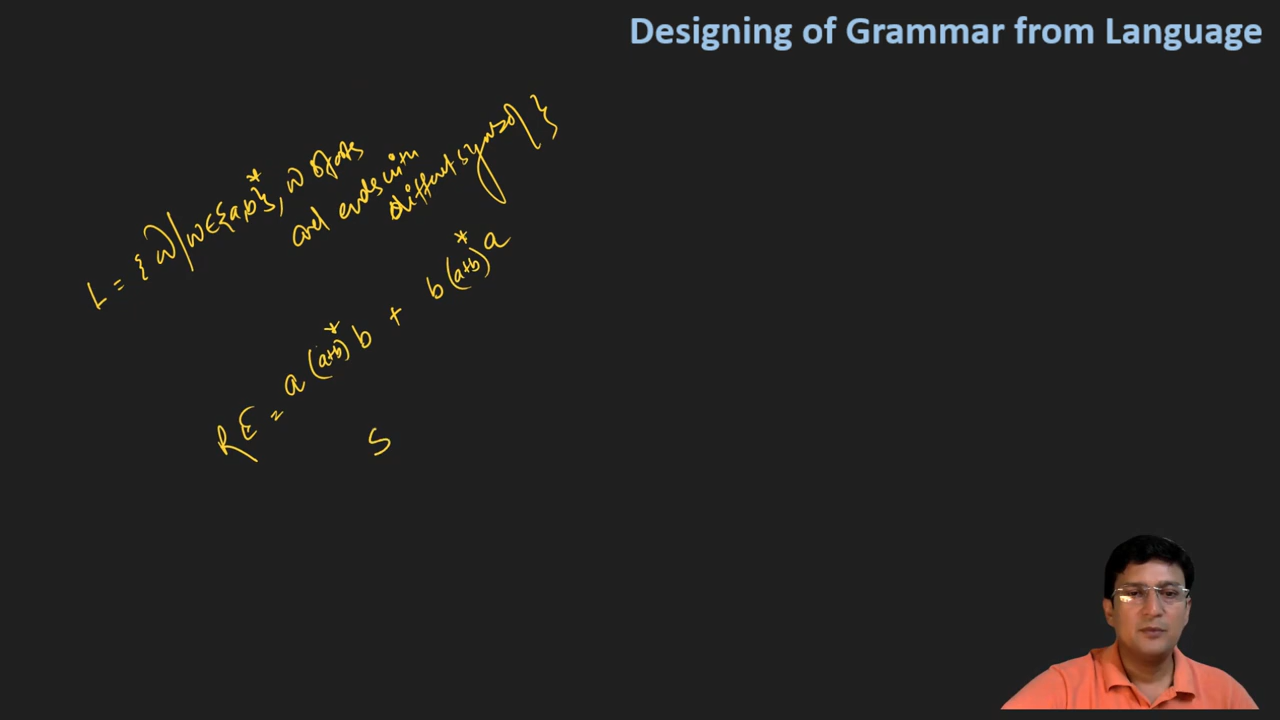 Designing of Grammar from Language
L = { w | w ∈ {a,b}*, w starts
and ends with
different symbol }
RE = a (a+b)* b + b (a+b)* a
S